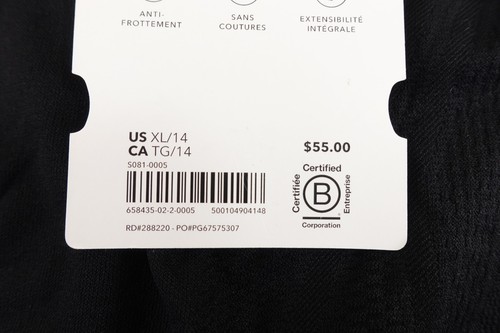 ANTI-
FROTTEMENT
SANS
COUTURES
EXTENSIBILITÉ
INTÉGRALE
US XL/14
CA TG/14
S081-0005
$55.00
658435-02-2-0005 500104904148
RD#288220 - PO#PG67575307
Certified
Certifiée
B
Entreprise
Corporation